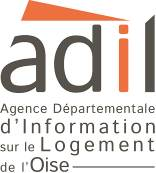 adil
Agence Départementale
d'Information
sur le Logement
de l'Oise